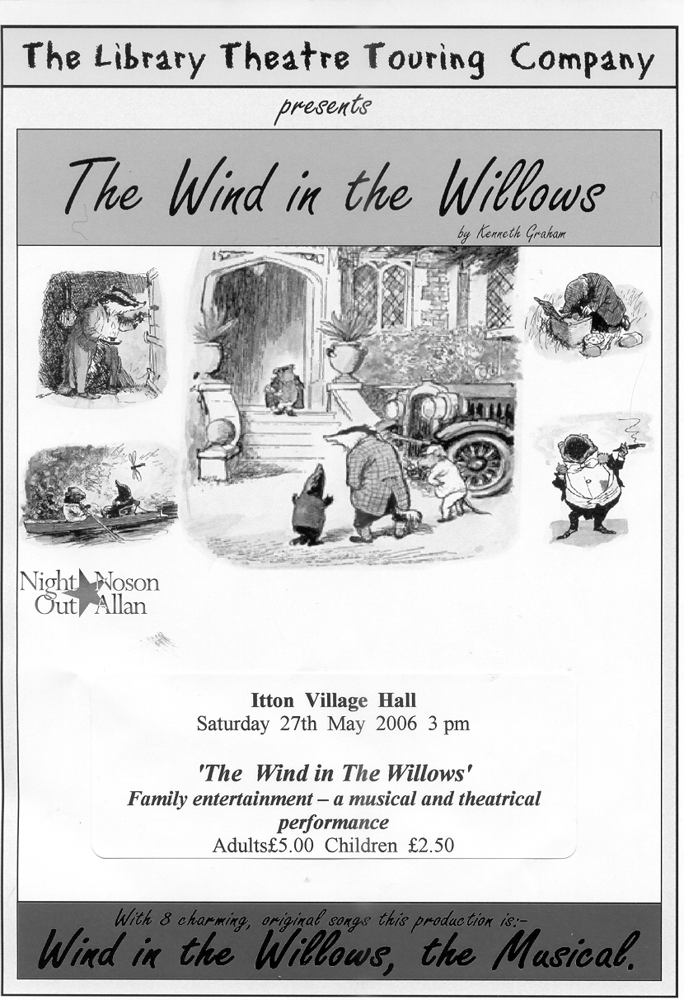 The Library Theatre Touring Company
presents
The Wind in the Willows
by Kenneth Graham
Night Noson
Out Allan
Itton Village Hall
Saturday 27th May 2006 3 pm
'The Wind in The Willows'
Family entertainment – a musical and theatrical
performance
Adults£5.00 Children £2.50
With 8 charming, original songs this production is:-
Wind in the Willows, the Musical.